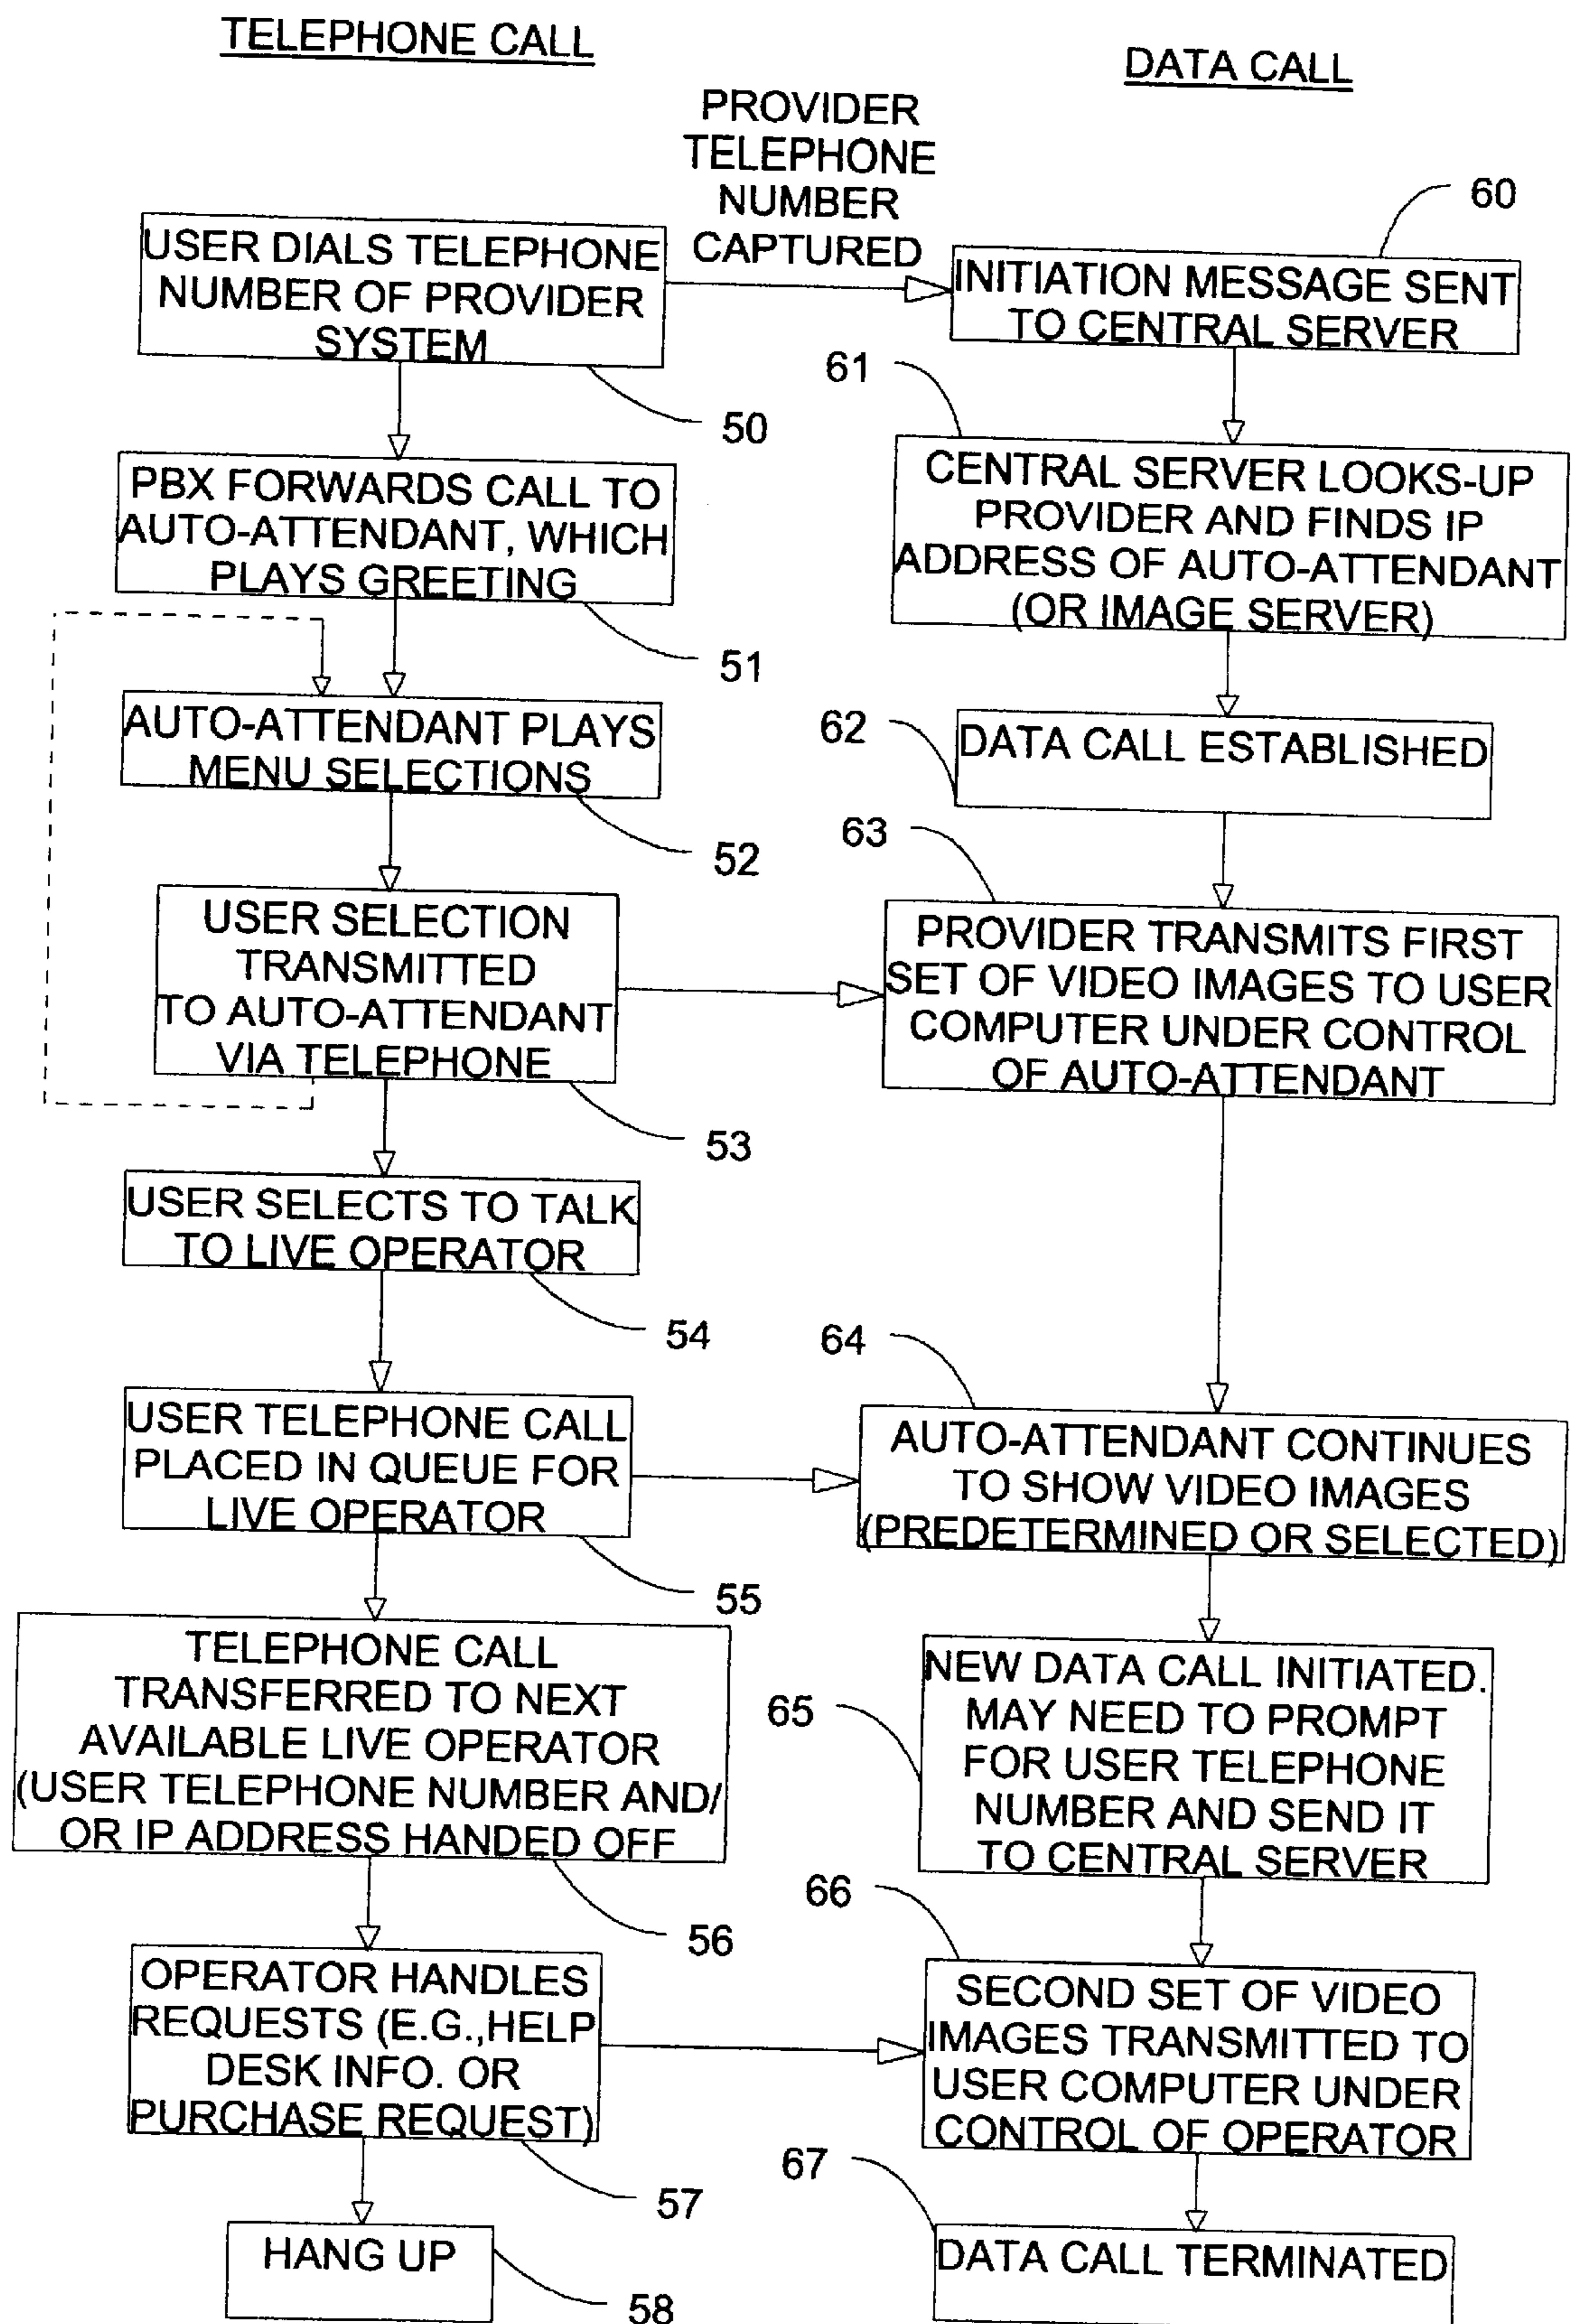 TELEPHONE CALL
DATA CALL
PROVIDER
TELEPHONE
NUMBER
CAPTURED
60
USER DIALS TELEPHONE
NUMBER OF PROVIDER
SYSTEM
50
INITIATION MESSAGE SENT
TO CENTRAL SERVER
61
PBX FORWARDS CALL TO
AUTO-ATTENDANT, WHICH
PLAYS GREETING
51
CENTRAL SERVER LOOKS-UP
PROVIDER AND FINDS IP
ADDRESS OF AUTO-ATTENDANT
(OR IMAGE SERVER)
AUTO-ATTENDANT PLAYS
MENU SELECTIONS
52
62
DATA CALL ESTABLISHED
63
USER SELECTION
TRANSMITTED
TO AUTO-ATTENDANT
VIA TELEPHONE
53
PROVIDER TRANSMITS FIRST
SET OF VIDEO IMAGES TO USER
COMPUTER UNDER CONTROL
OF AUTO-ATTENDANT
USER SELECTS TO TALK
TO LIVE OPERATOR
54
64
USER TELEPHONE CALL
PLACED IN QUEUE FOR
LIVE OPERATOR
55
AUTO-ATTENDANT CONTINUES
TO SHOW VIDEO IMAGES
(PREDETERMINED OR SELECTED)
TELEPHONE CALL
TRANSFERRED TO NEXT
AVAILABLE LIVE OPERATOR
(USER TELEPHONE NUMBER AND/
OR IP ADDRESS HANDED OFF
56
65
NEW DATA CALL INITIATED.
MAY NEED TO PROMPT
FOR USER TELEPHONE
NUMBER AND SEND IT
TO CENTRAL SERVER
66
OPERATOR HANDLES
REQUESTS (E.G.,HELP
DESK INFO. OR
PURCHASE REQUEST)
57
SECOND SET OF VIDEO
IMAGES TRANSMITTED TO
USER COMPUTER UNDER
CONTROL OF OPERATOR
67
HANG UP
58
DATA CALL TERMINATED